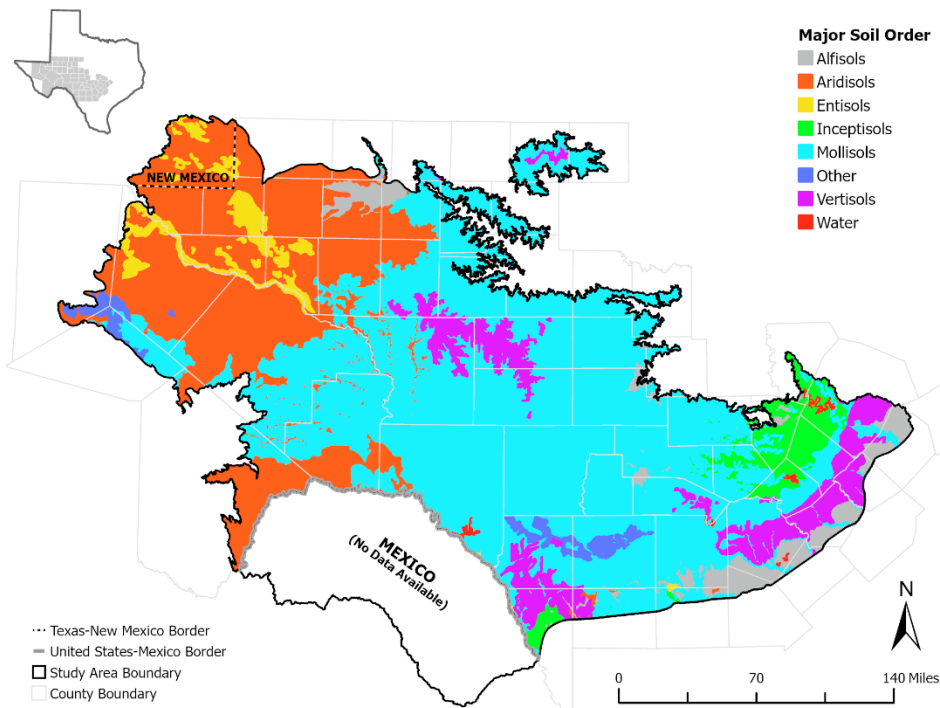 Major Soil Order
Alfisols
Aridisols
Entisols
Inceptisols
Mollisols
Other
Vertisols
Water
NEW MEXICO
MEXICO
(No Data Available)
Texas-New Mexico Border
United States-Mexico Border
Study Area Boundary
County Boundary
N
0 70 140 Miles